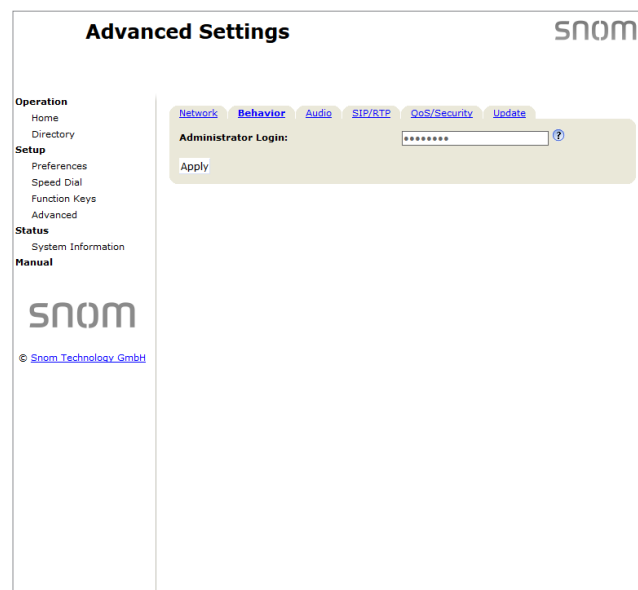 Advanced Settings
snom
Operation
Home
Directory
Setup
Preferences
Speed Dial
Function Keys
Advanced
Status
System Information
Manual
snom
© Snom Technology GmbH
Network Behavior Audio SIP/RTP QoS/Security Update
Administrator Login: •••••••• ?
Apply